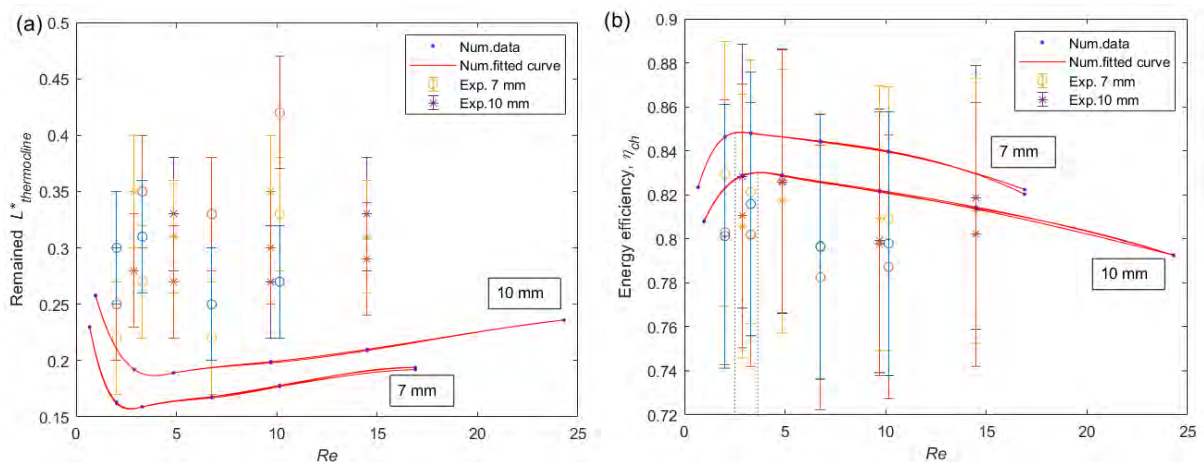 (a)
0.5
0.45
0.4
0.35
0.3
0.25
0.2
0.15
Remained L*thermocline
Num.data
Num.fitted curve
Exp. 7 mm
Exp.10 mm
10 mm
7 mm
0
5
10
15
20
25
Re
(b)
0.9
0.88
0.86
0.84
0.82
0.8
0.78
0.76
0.74
0.72
Energy efficiency, ηch
Num.data
Num.fitted curve
Exp. 7 mm
Exp.10 mm
7 mm
10 mm
0
5
10
15
20
25
Re